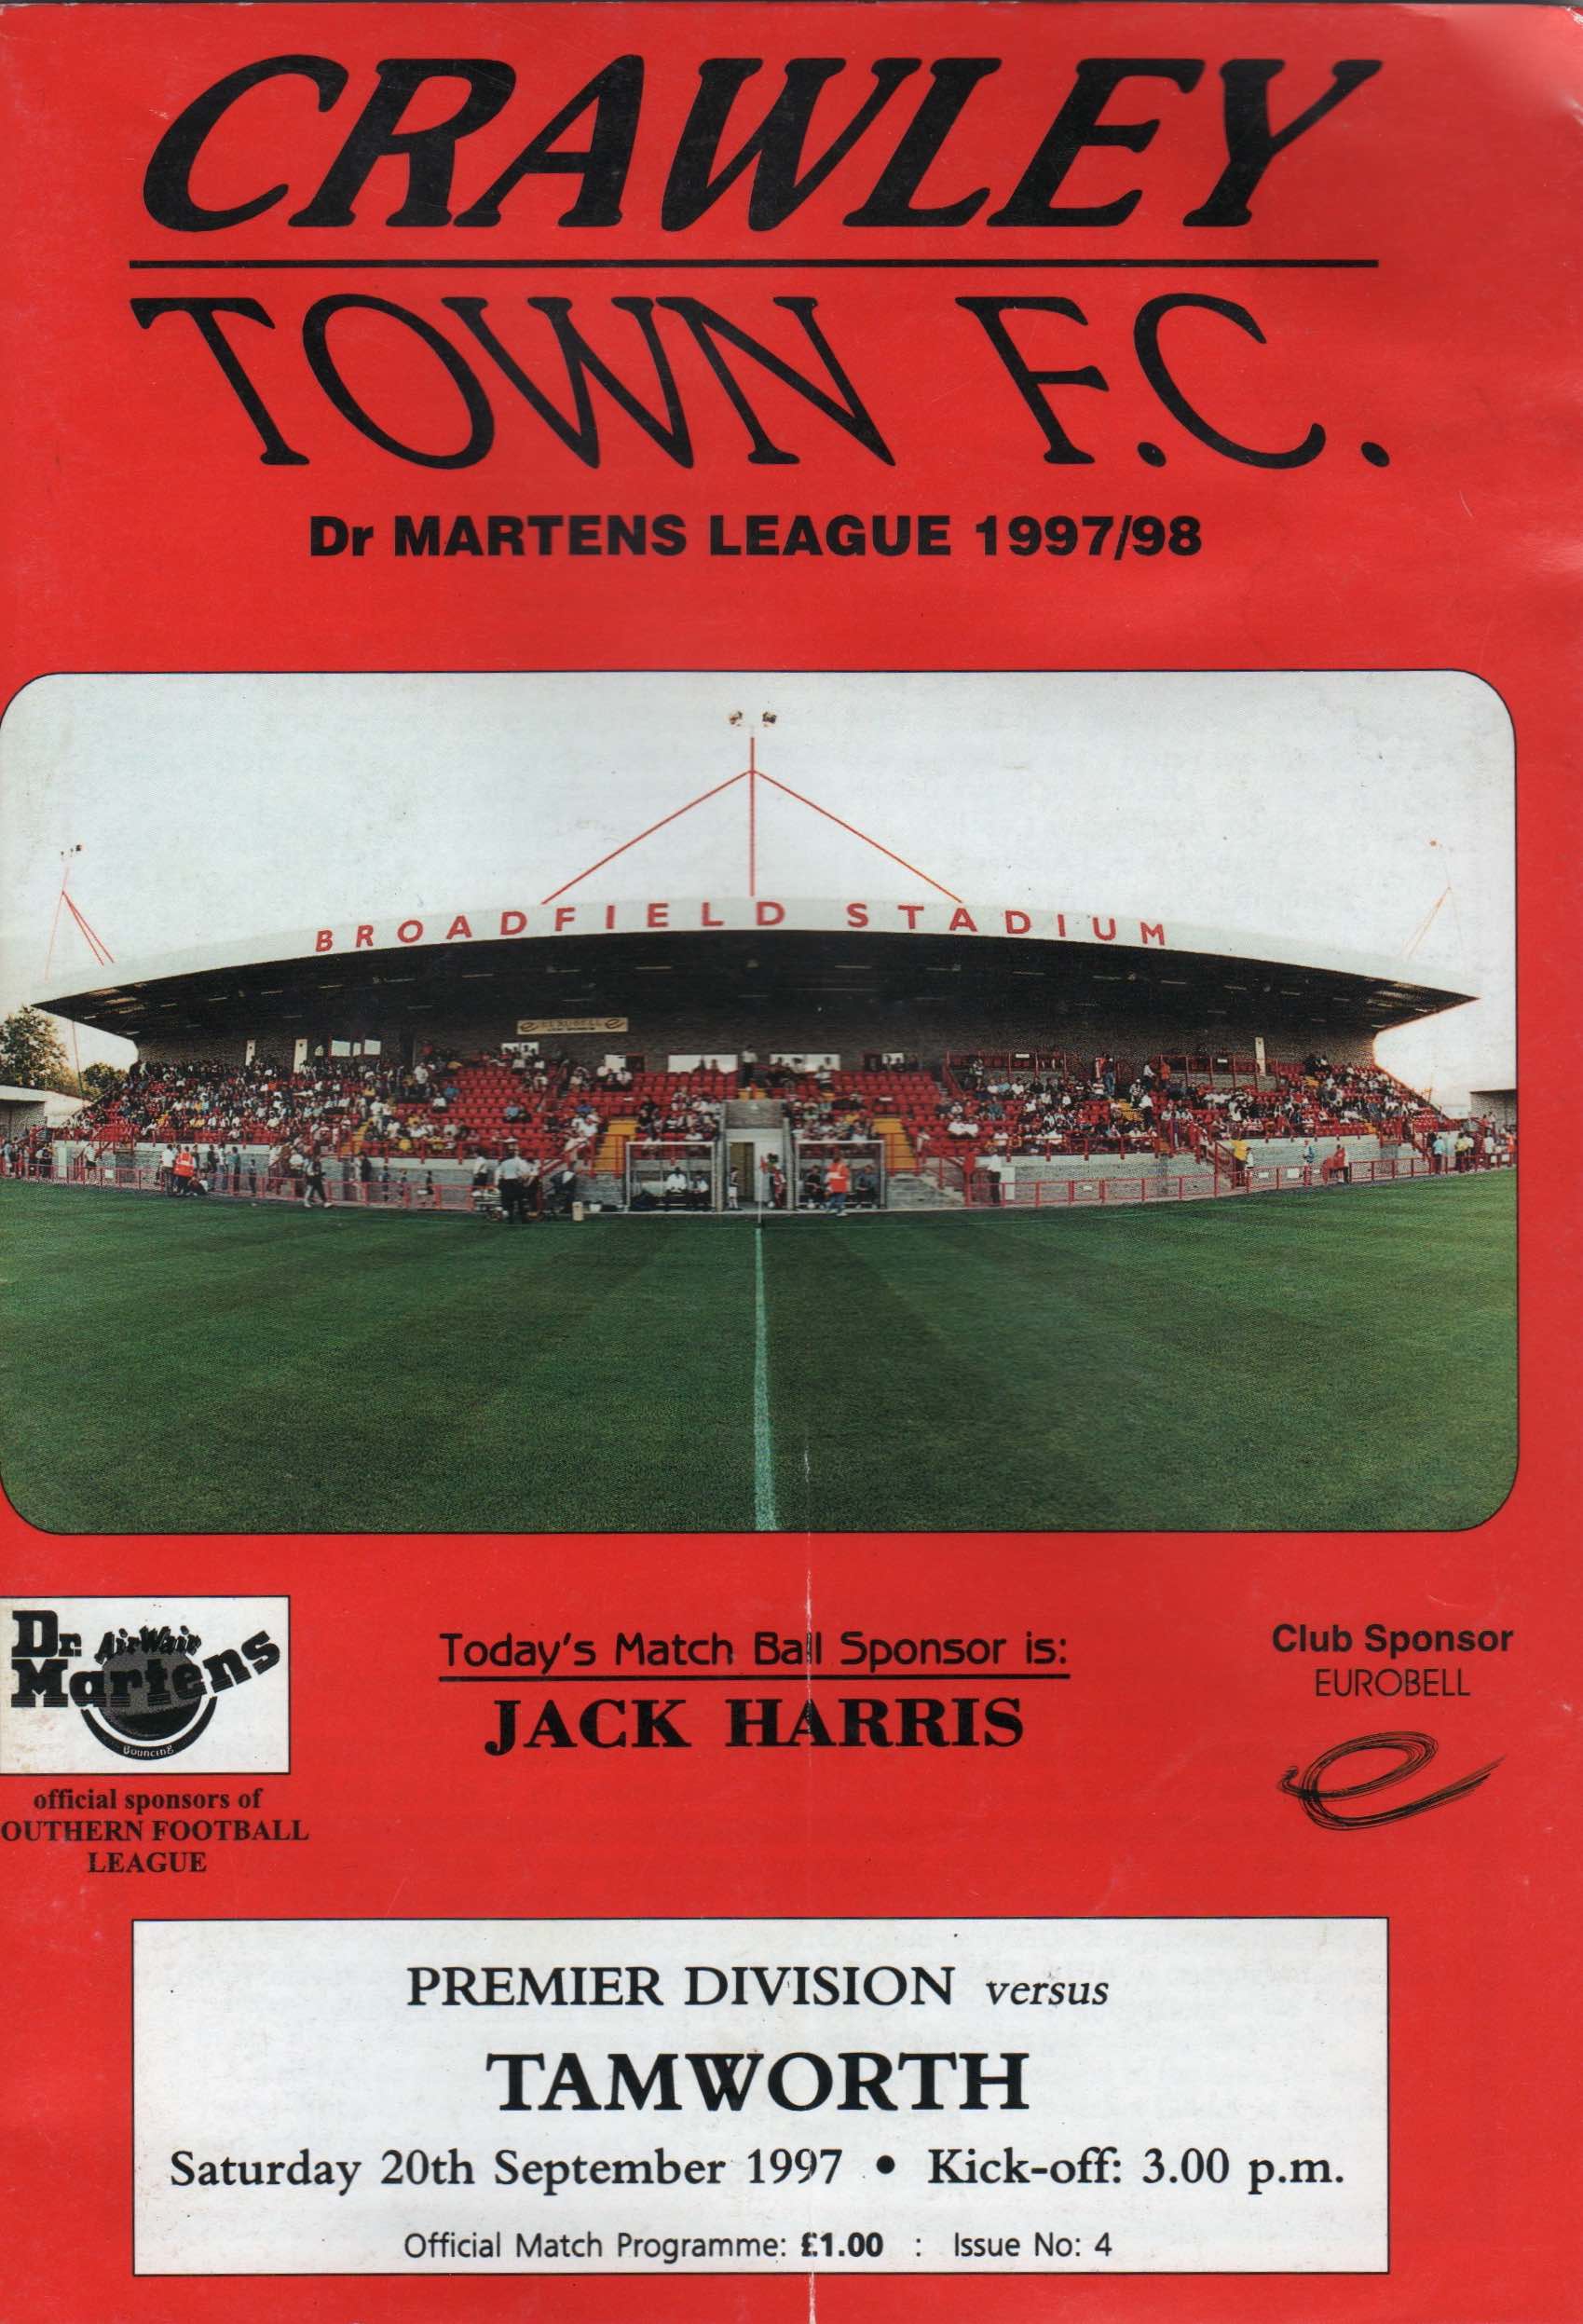 CRAWLEY
TOWN F.C.
Dr MARTENS LEAGUE 1997/98
BROADFIELD STADIUM
EUROBELL
Dr. AirWair
Martens
Bouncing
official sponsors of
OUTHERN FOOTBALL
LEAGUE
Today's Match Ball Sponsor is:
JACK HARRIS
Club Sponsor
EUROBELL
PREMIER DIVISION versus
TAMWORTH
Saturday 20th September 1997 • Kick-off: 3.00 p.m.
Official Match Programme: £1.00 : Issue No: 4